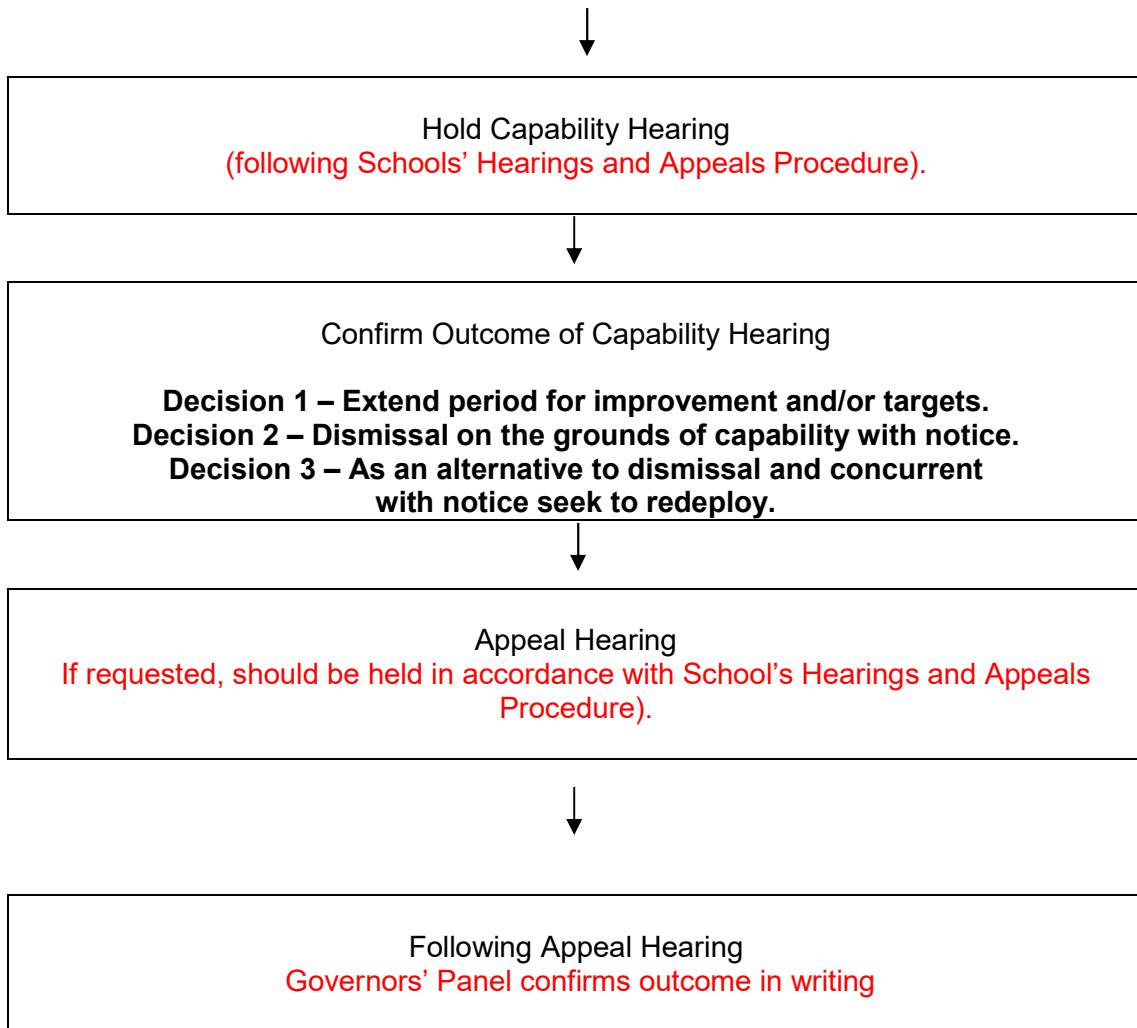 Hold Capability Hearing
(following Schools’ Hearings and Appeals Procedure).
Confirm Outcome of Capability Hearing
Decision 1 – Extend period for improvement and/or targets.
Decision 2 – Dismissal on the grounds of capability with notice.
Decision 3 – As an alternative to dismissal and concurrent
with notice seek to redeploy.
Appeal Hearing
If requested, should be held in accordance with School’s Hearings and Appeals
Procedure).
Following Appeal Hearing
Governors’ Panel confirms outcome in writing